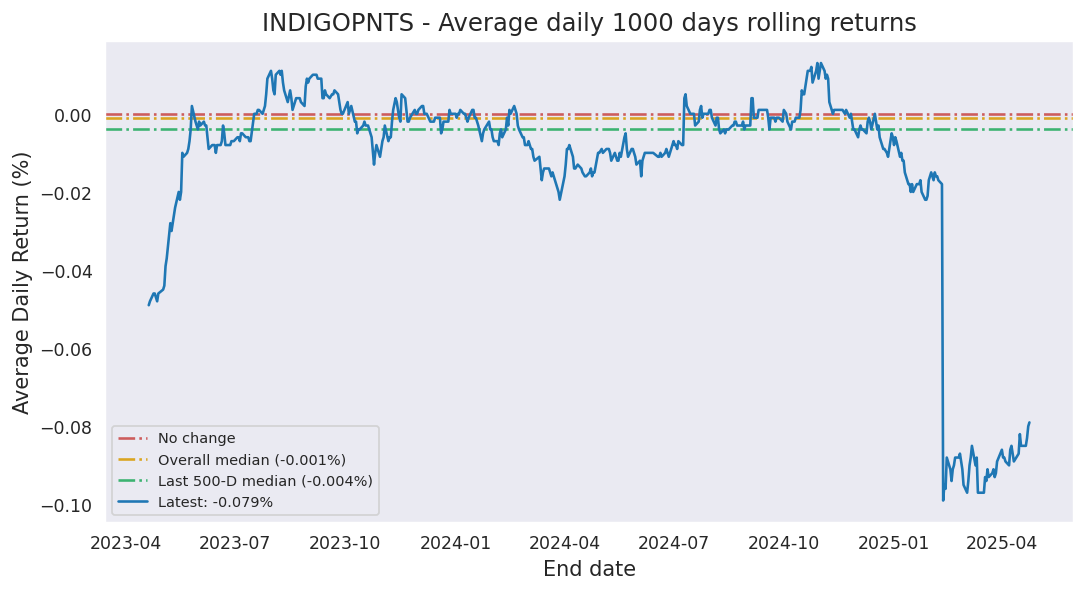 INDIGOPNTS - Average daily 1000 days rolling returns
Average Daily Return (%)
0.00
−0.02
−0.04
−0.06
−0.08
−0.10
No change
Overall median (-0.001%)
Last 500-D median (-0.004%)
Latest: -0.079%
2023-04 2023-07 2023-10 2024-01 2024-04 2024-07 2024-10 2025-01 2025-04
End date